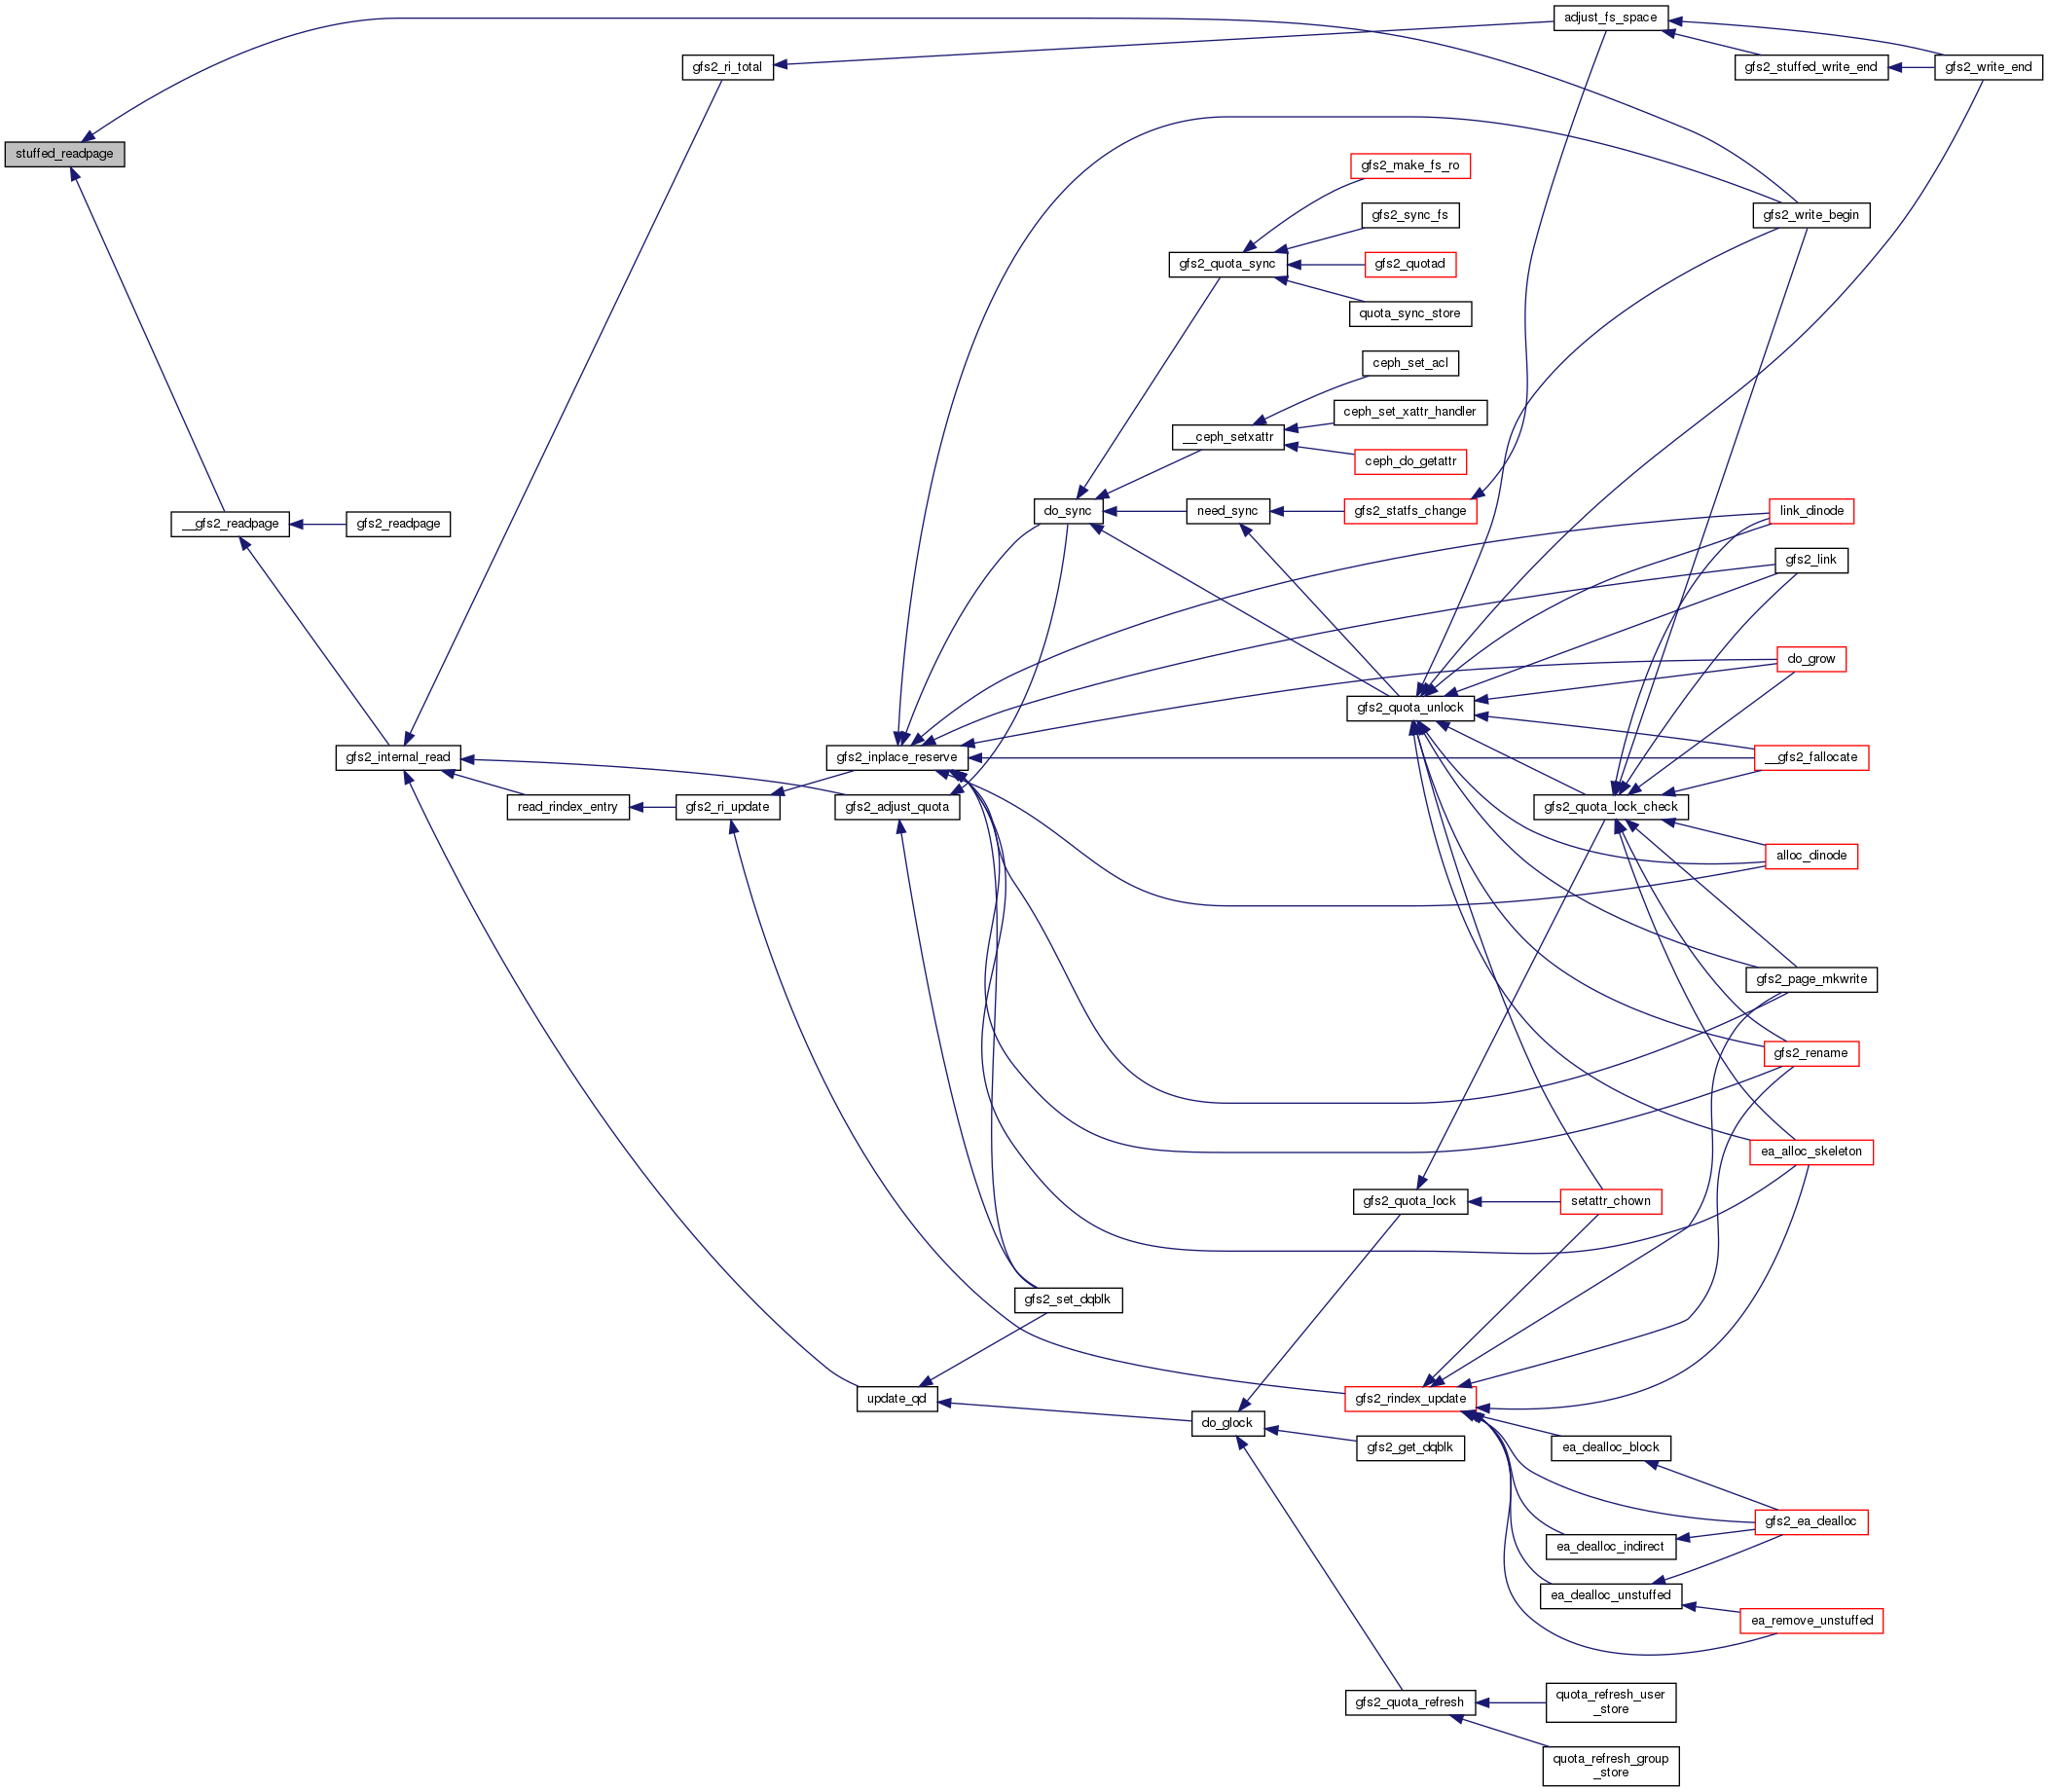 adjust_fs_space
gfs2_ri_total
gfs2_stuffed_write_end
gfs2_write_end
stuffed_readpage
gfs2_make_fs_ro
gfs2_sync_fs
gfs2_write_begin
gfs2_quota_sync
gfs2_quotad
quota_sync_store
ceph_set_acl
ceph_set_xattr_handler
__ceph_setxattr
ceph_do_getattr
do_sync
need_sync
gfs2_statfs_change
link_dinode
__gfs2_readpage
gfs2_readpage
gfs2_link
do_grow
gfs2_quota_unlock
gfs2_internal_read
gfs2_inplace_reserve
__gfs2_fallocate
read_rindex_entry
gfs2_ri_update
gfs2_adjust_quota
gfs2_quota_lock_check
alloc_dinode
gfs2_page_mkwrite
gfs2_rename
ea_alloc_skeleton
gfs2_quota_lock
setattr_chown
gfs2_set_dqblk
update_qd
gfs2_rindex_update
do_glock
gfs2_get_dqblk
ea_dealloc_block
gfs2_ea_dealloc
ea_dealloc_indirect
ea_dealloc_unstuffed
ea_remove_unstuffed
gfs2_quota_refresh
quota_refresh_user
_store
quota_refresh_group
_store